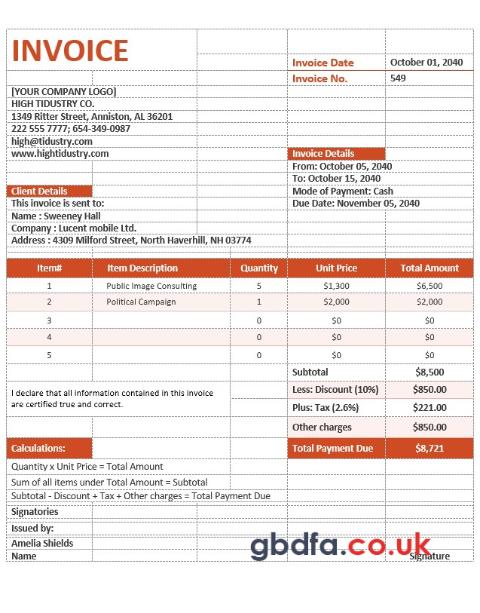 INVOICE
Invoice Date October 01, 2040
Invoice No. 549
[YOUR COMPANY LOGO]
HIGH TIDUSTRY CO.
1349 Ritter Street, Anniston, AL 36201
222 555 7777; 654-349-0987
high@tidustry.com
www.hightidustry.com
Invoice Details
From: October 05, 2040
To: October 15, 2040
Mode of Payment: Cash
Due Date: November 05, 2040
Client Details
This invoice is sent to:
Name : Sweeney Hall
Company : Lucent mobile Ltd.
Address : 4309 Milford Street, North Haverhill, NH 03774
Item# Item Description Quantity Unit Price Total Amount
1 Public Image Consulting 5 $1,300 $6,500
2 Political Campaign 1 $2,000 $2,000
3 0 $0 $0
4 0 $0 $0
5 0 $0 $0
Subtotal $8,500
Less: Discount (10%) $850.00
Plus: Tax (2.6%) $221.00
Other charges $850.00
Total Payment Due $8,721
I declare that all information contained in this invoice
are certified true and correct.
Calculations:
Quantity x Unit Price = Total Amount
Sum of all items under Total Amount = Subtotal
Subtotal - Discount + Tax + Other charges = Total Payment Due
Signatories
Issued by:
Amelia Shields
Name Signature
gbdfa.co.uk